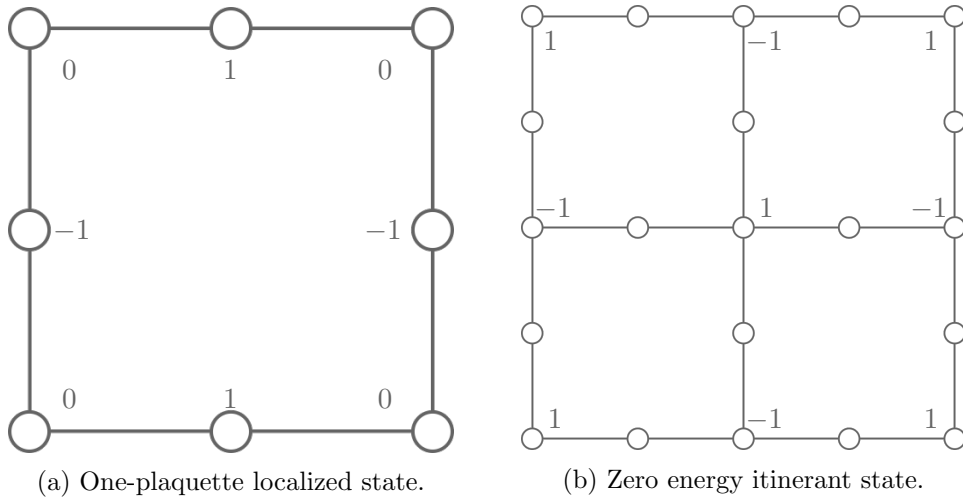 0 1 0
-1 -1
0 1 0
(a) One-plaquette localized state.
1 -1 1
-1 1 -1
1 -1 1
(b) Zero energy itinerant state.